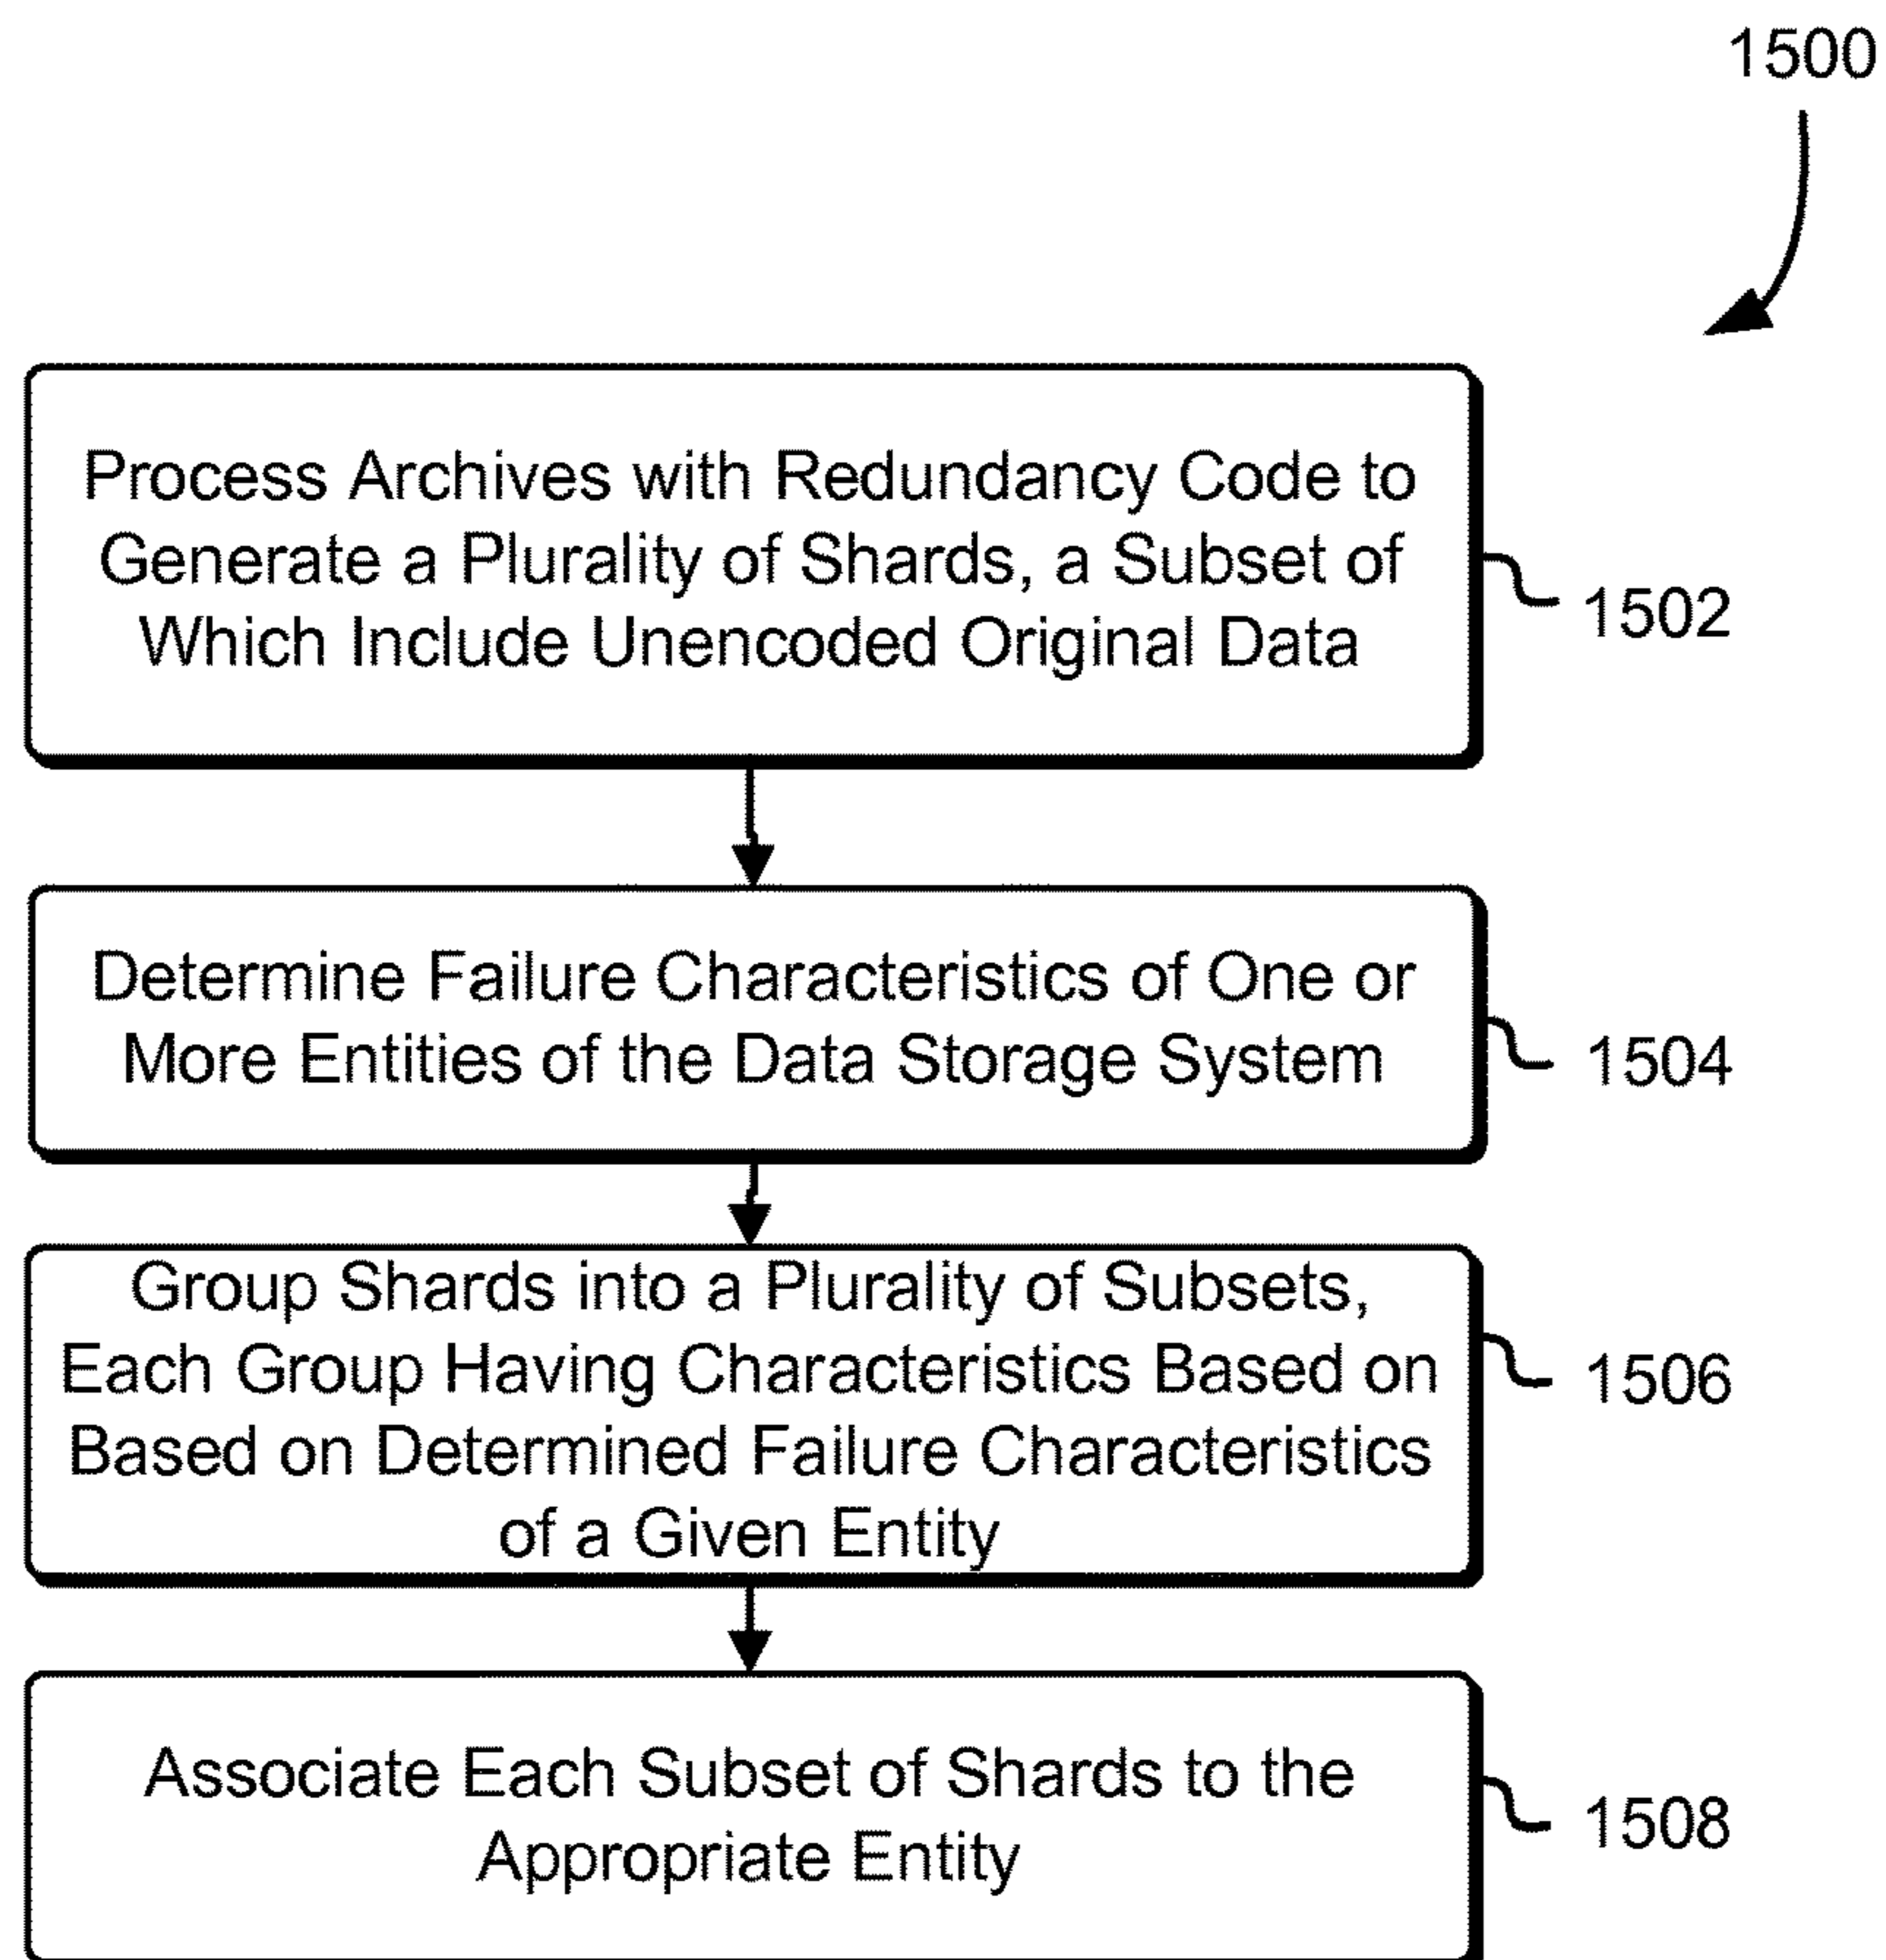 1500
Process Archives with Redundancy Code to
Generate a Plurality of Shards, a Subset of
Which Include Unencoded Original Data
1502
Determine Failure Characteristics of One or
More Entities of the Data Storage System
1504
Group Shards into a Plurality of Subsets,
Each Group Having Characteristics Based on
Based on Determined Failure Characteristics
of a Given Entity
1506
Associate Each Subset of Shards to the
Appropriate Entity
1508